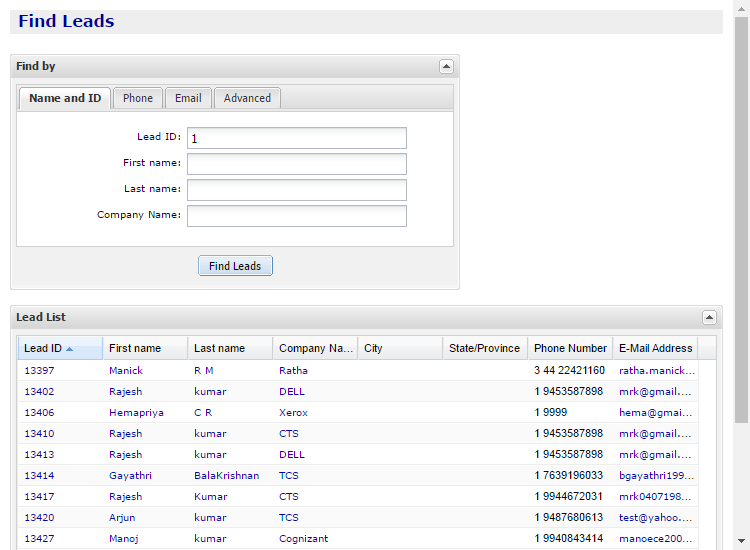 Find Leads
Find by
Name and ID Phone Email Advanced
Lead ID: 1
First name:
Last name:
Company Name:
Find Leads
Lead List
Lead ID First name Last name Company Na... City State/Province Phone Number E-Mail Address
13397 Manick R M Ratha 3 44 22421160 ratha.manick...
13402 Rajesh kumar DELL 1 9453587898 mrk@gmail....
13406 Hemapriya C R Xerox 1 9999 hema@gmai...
13410 Rajesh kumar CTS 1 9453587898 mrk@gmail....
13413 Rajesh kumar DELL 1 9453587898 mrk@gmail....
13414 Gayathri BalaKrishnan TCS 1 7639196033 bgayathri199...
13417 Rajesh Kumar CTS 1 9944672031 mrk0407198...
13420 Arjun kumar TCS 1 9487680613 test@yahoo....
13427 Manoj kumar Cognizant 1 9940843414 manoece200...